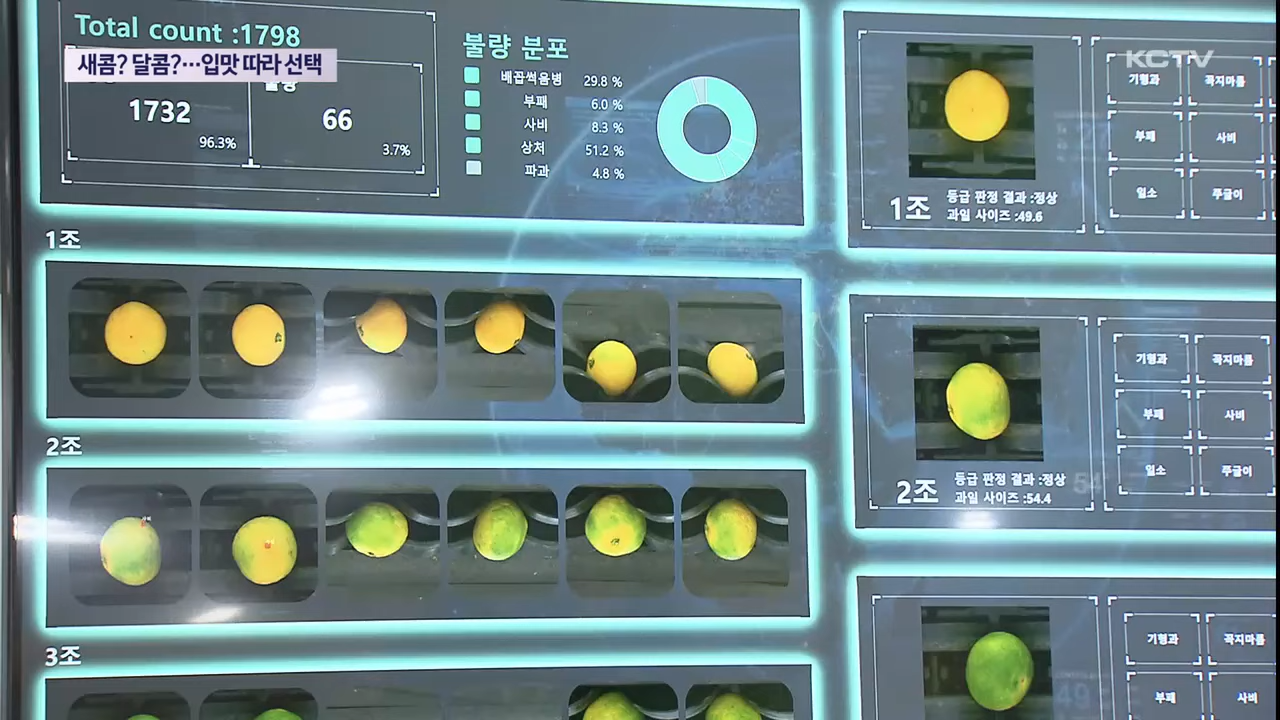 Total count :1798
새콤? 달콤?…입맛 따라 선택
1732
96.3%
66
3.7%
불량 분포
배꼽썩음병 29.8 %
부패 6.0 %
사비 8.3 %
상처 51.2 %
파과 4.8 %
KCTV
1조
등급 판정 결과 :정상
과일 사이즈 :49.6
기형과 꼭지마름
부패 사비
일소 쭈글이
1조
2조
2조
등급 판정 결과 :정상
과일 사이즈 :54.4
기형과 꼭지마름
부패 사비
일소 쭈글이
3조
기형과 꼭지마름
부패 사비